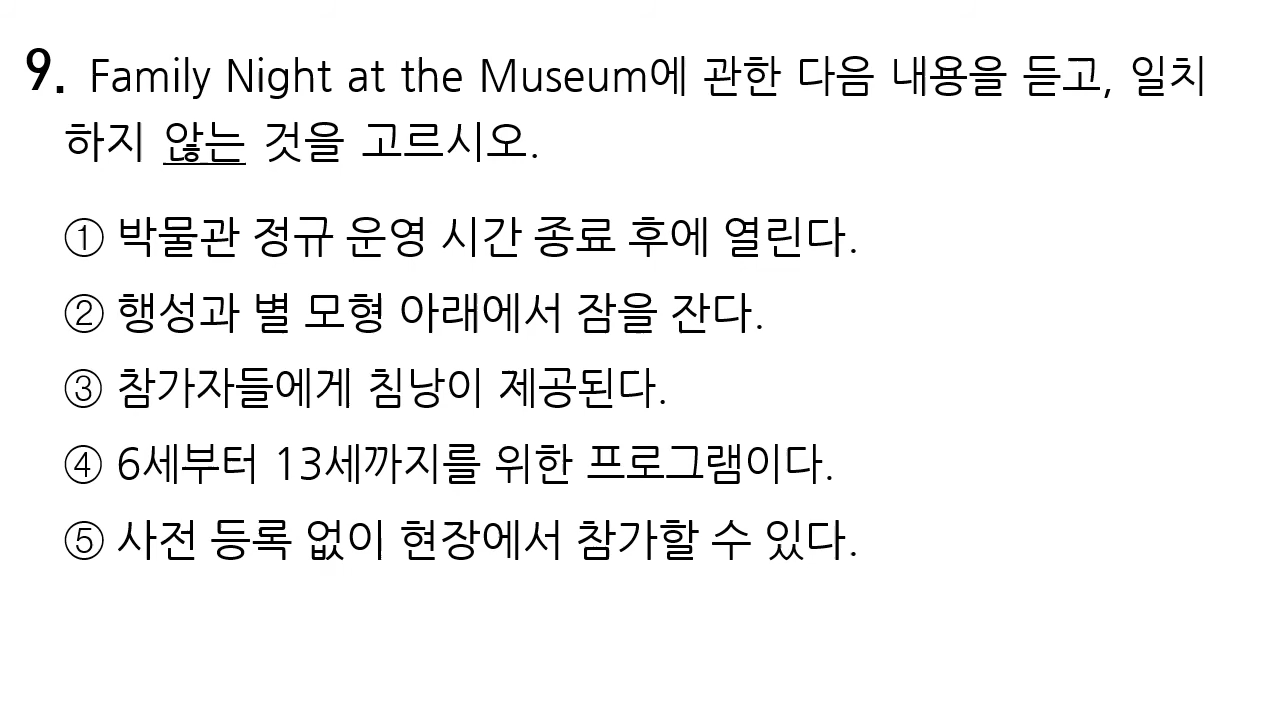 9. Family Night at the Museum에 관한 다음 내용을 듣고, 일치
하지 않는 것을 고르시오.
① 박물관 정규 운영 시간 종료 후에 열린다.
② 행성과 별 모형 아래에서 잠을 잔다.
③ 참가자들에게 침낭이 제공된다.
④ 6세부터 13세까지를 위한 프로그램이다.
⑤ 사전 등록 없이 현장에서 참가할 수 있다.